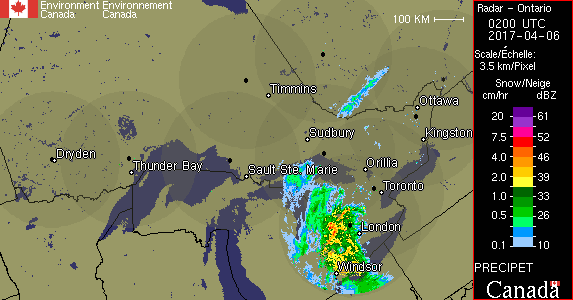 Environment Environnement
Canada Canada
100 KM
Timmins
Ottawa
Sudbury
Kingston
Dryden
Thunder Bay
Sault Ste. Marie
Orillia
Toronto
London
Windsor
Radar - Ontario
0200 UTC
2017-04-06
Scale/Échelle:
3.5 km/Pixel
Snow/Neige
cm/hr dBZ
20 61
7.5 52
4.0 46
2.0 39
1.0 33
0.5 26
0.1 10
PRECIPET
Canada